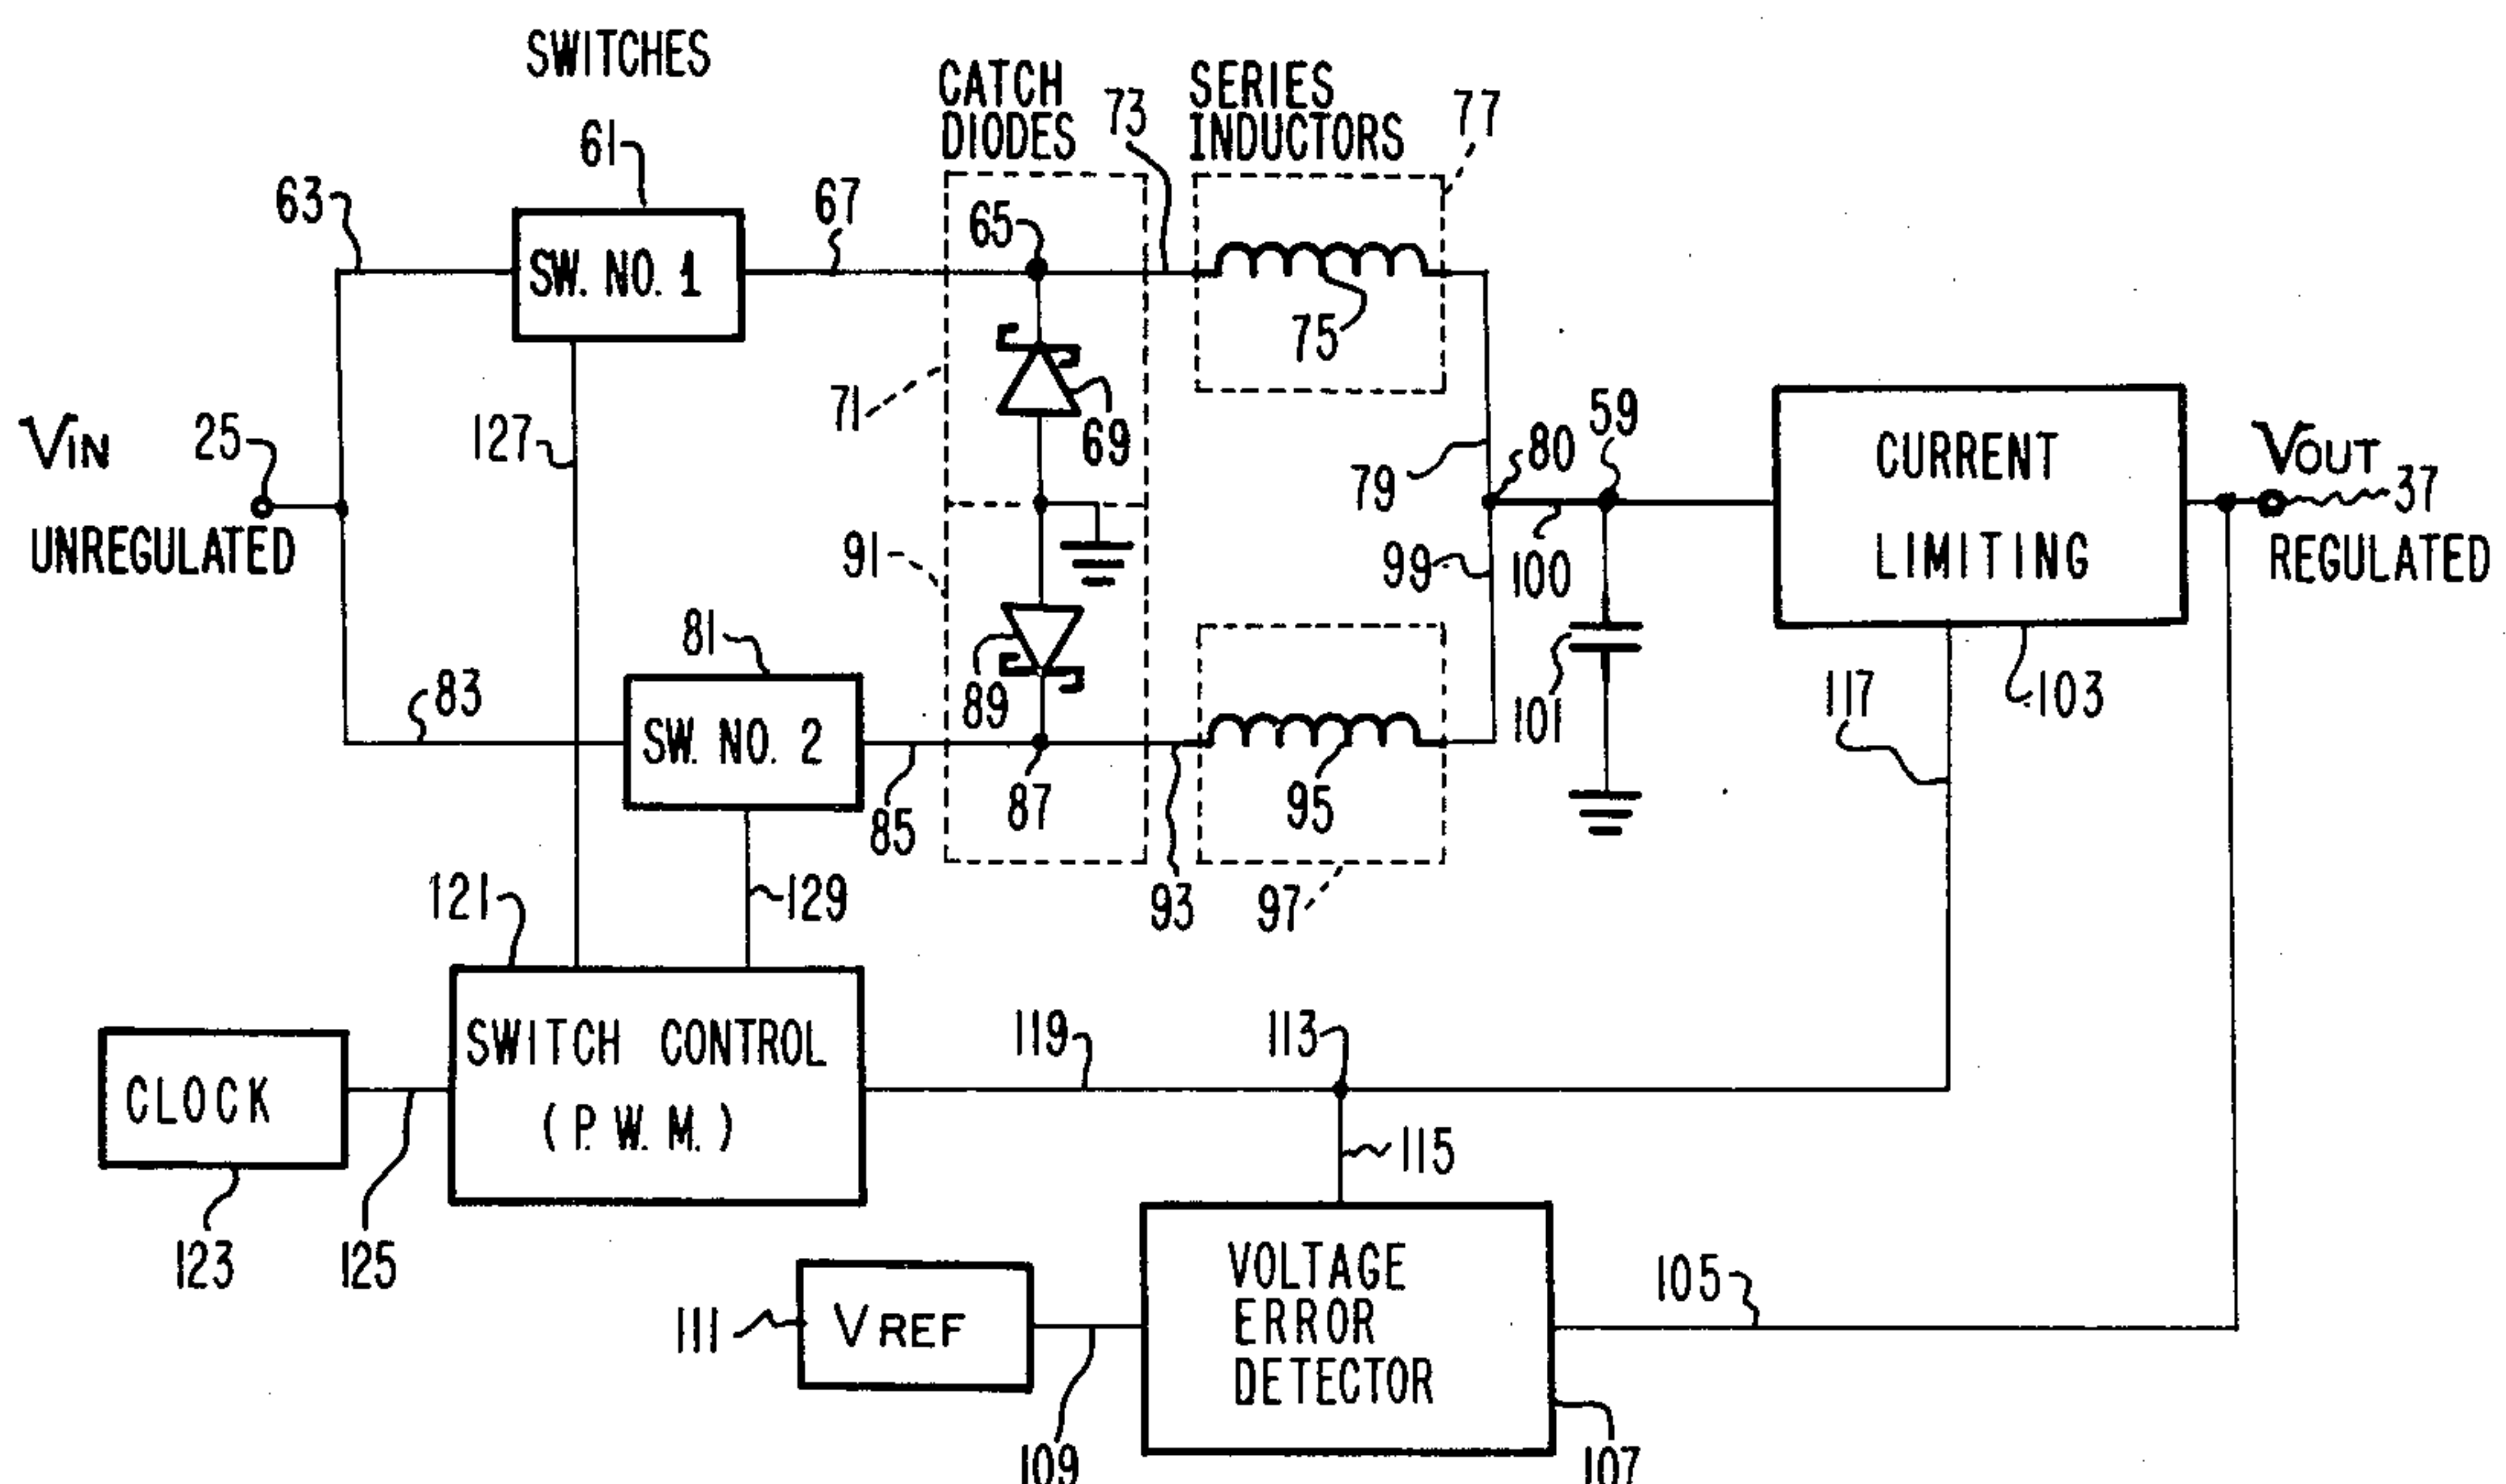 SWITCHES
CATCH
DIODES
73
SERIES
INDUCTORS
77
61
63
67
65
SW. NO. 1
75
71
69
VIN
25
UNREGULATED
127
79
80
59
CURRENT
LIMITING
VOUT
37
REGULATED
91
99
100
81
83
89
101
117
103
SW. NO. 2
85
87
95
93
97
121
129
SWITCH CONTROL
(P.W.M.)
119
113
CLOCK
115
123
125
111
VREF
VOLTAGE
ERROR
DETECTOR
105
109
107